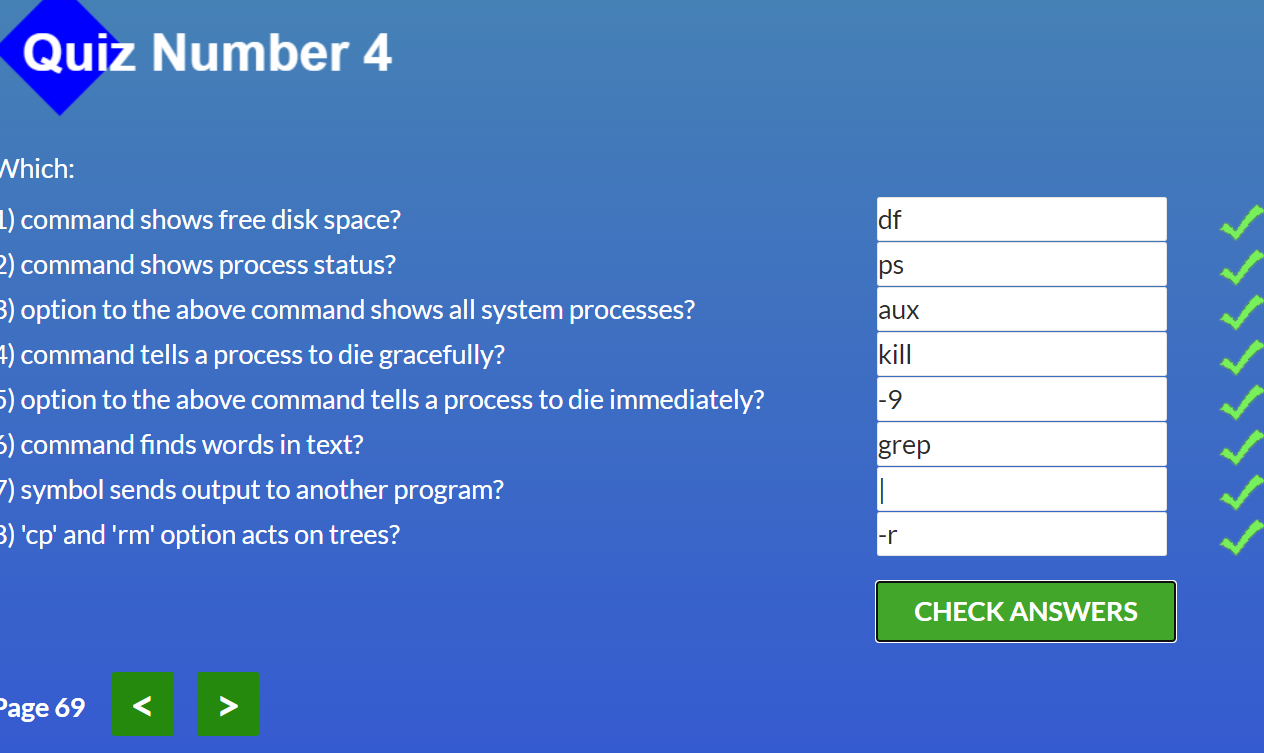 Quiz Number 4
Which:
1) command shows free disk space? df
2) command shows process status? ps
3) option to the above command shows all system processes? aux
4) command tells a process to die gracefully? kill
5) option to the above command tells a process to die immediately? -9
6) command finds words in text? grep
7) symbol sends output to another program? |
8) 'cp' and 'rm' option acts on trees? -r
CHECK ANSWERS
Page 69 < >